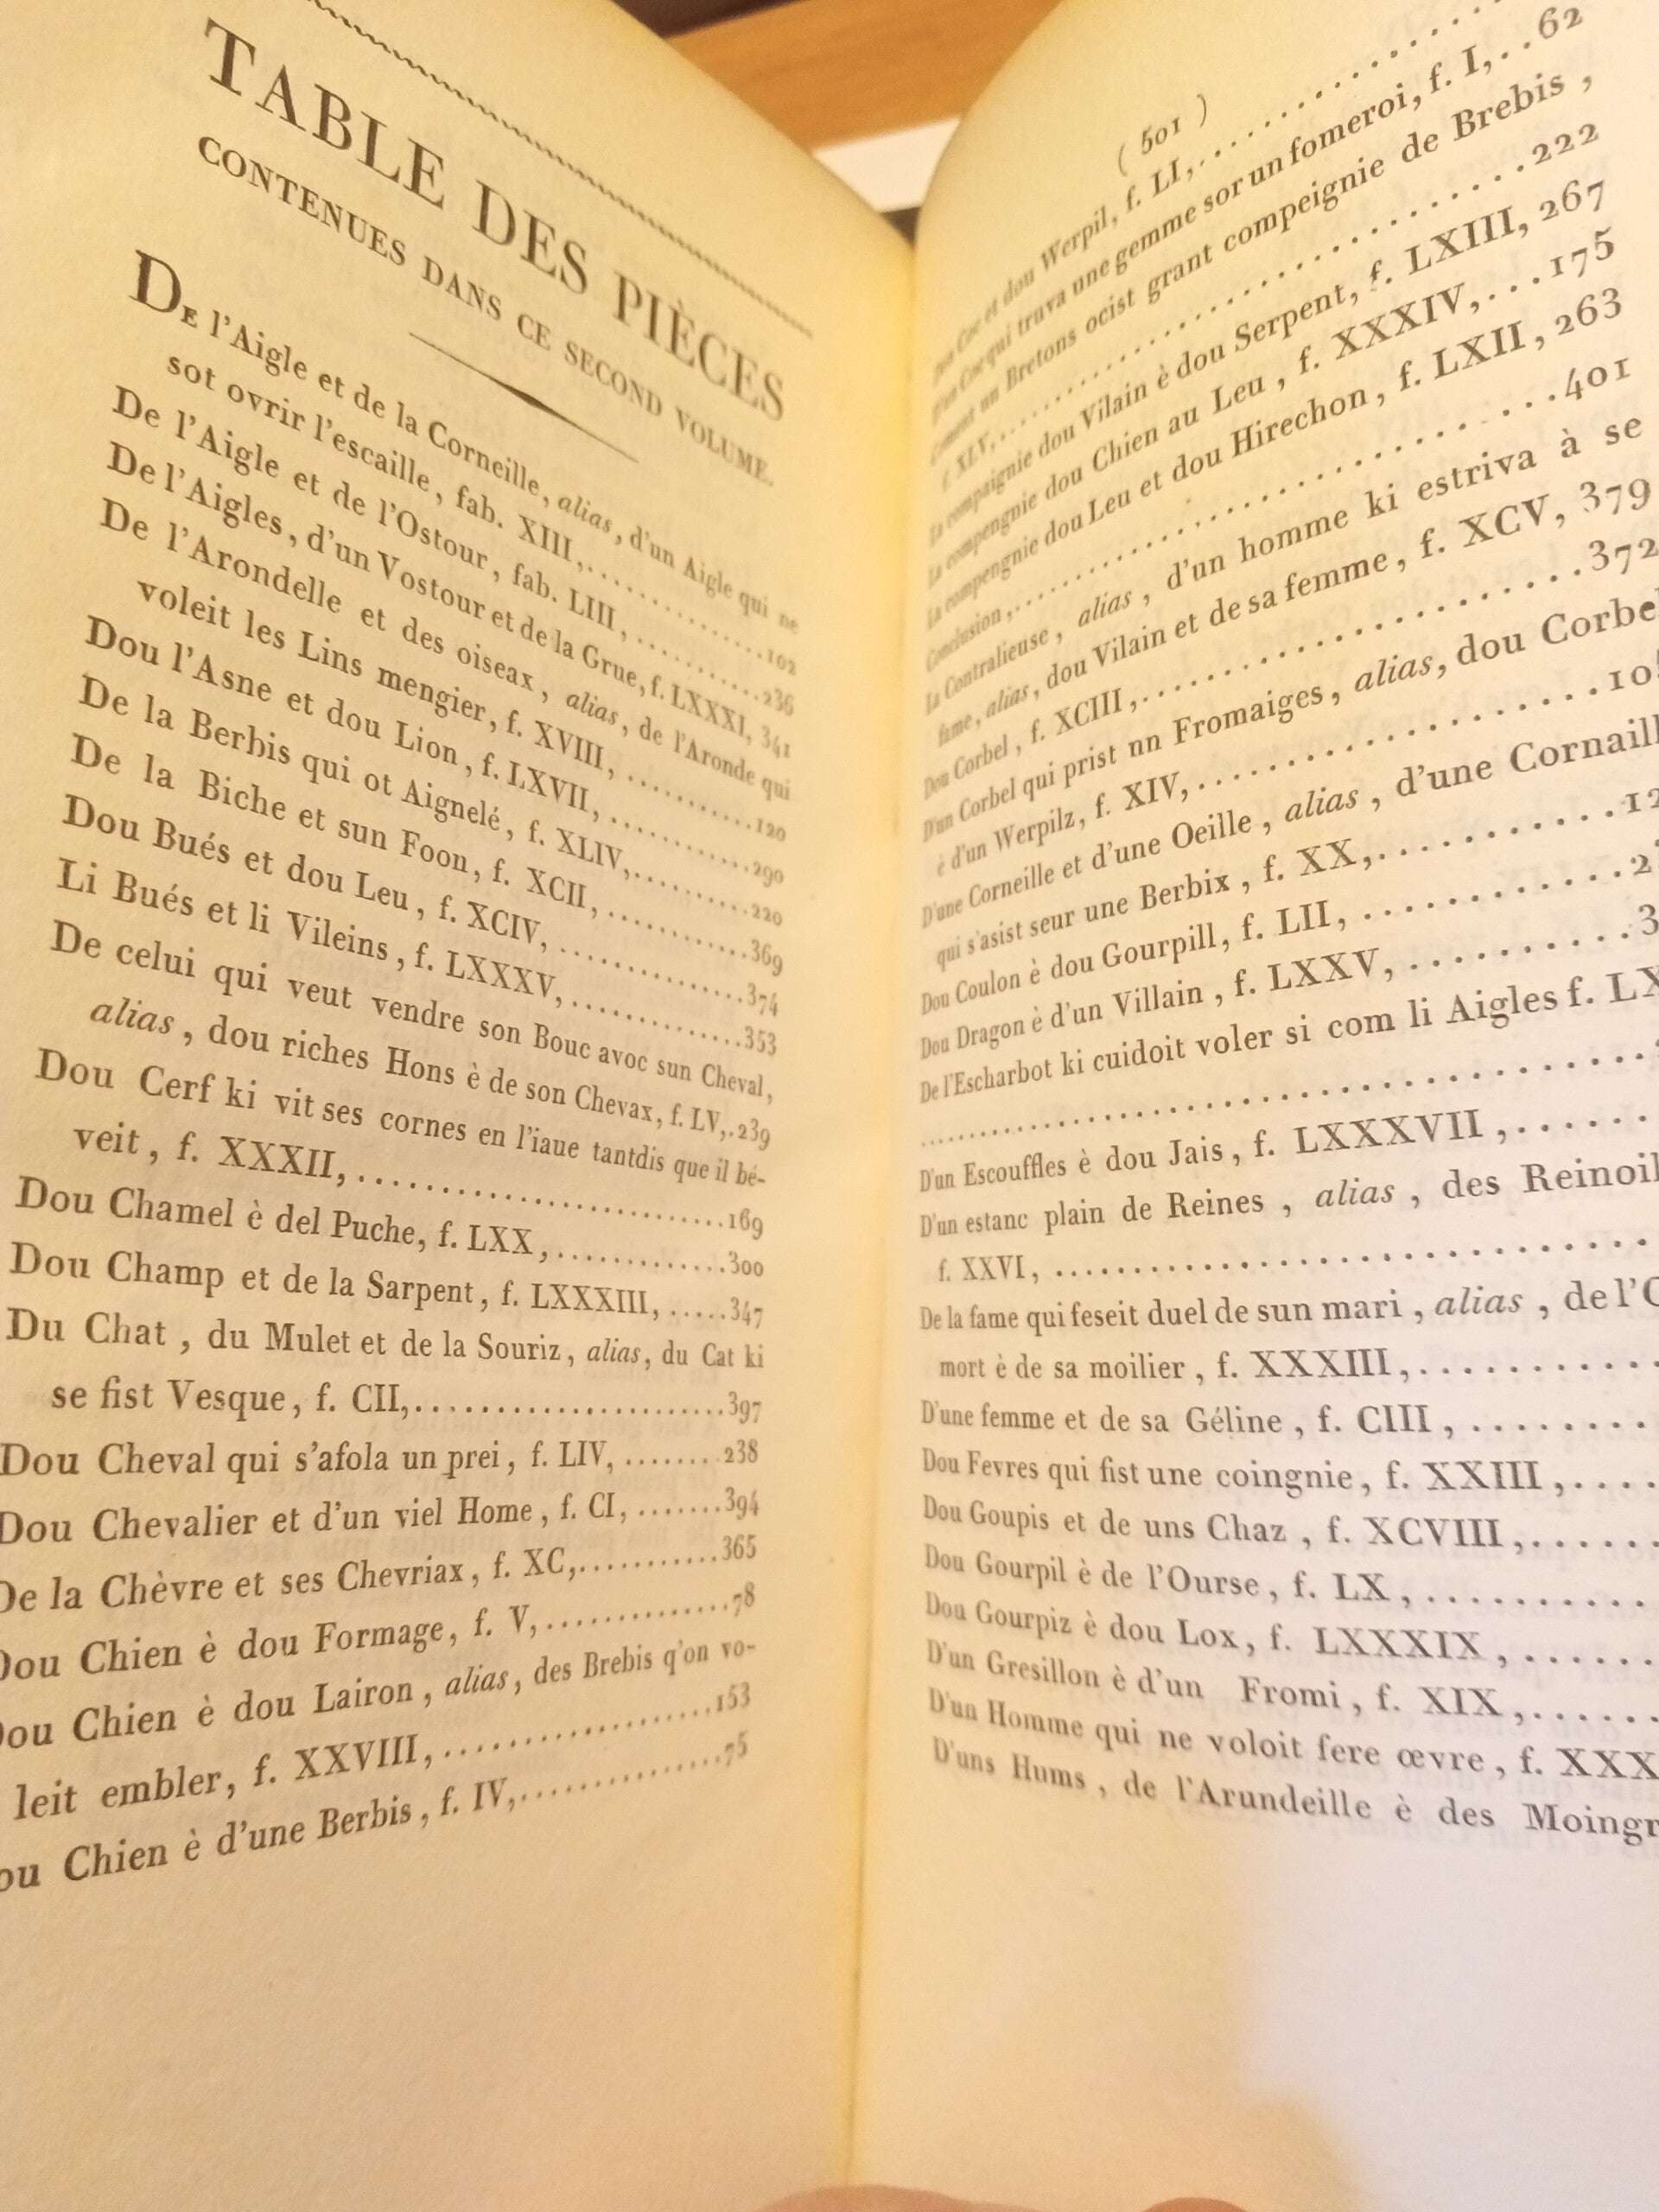 TABLE DES PIÈCES
CONTENUES DANS CE SECOND VOLUME.
DE l'Aigle et de la Corneille, alias, d'un Aigle qui ne
sot ovrir l'escaille, fab. XIII,............102
De l'Aigle et de l'Ostour, fab. LIII,.........236
De l'Aigles, d'un Vostour et de la Grue, f. LXXXI, 341
De l'Arondelle et des oiseax, alias, de l'Aronde qui
voleit les Lins mengier, f. XVIII,..........120
Dou l'Asne et dou Lion, f. LXVII,...........290
De la Berbis qui ot Aignelé, f. XLIV,.........220
De la Biche et sun Foon, f. XCII,...........369
Dou Bués et dou Leu, f. XCIV,..............374
Li Bués et li Vileins, f. LXXXV,.............353
De celui qui veut vendre son Bouc avoc sun Cheval,
alias, dou riches Hons è de son Chevax, f. LV,.239
Dou Cerf ki vit ses cornes en l'iaue tantdis que il bé-
veit, f. XXXII,........................169
Dou Chamel è del Puche, f. LXX,............300
Dou Champ et de la Sarpent, f. LXXXIII,.....347
Du Chat, du Mulet et de la Souriz, alias, du Cat ki
se fist Vesque, f. CII,......................397
Dou Cheval qui s'afola un prei, f. LIV,........238
Dou Chevalier et d'un viel Home, f. CI,.......394
De la Chèvre et ses Chevriax, f. XC,..........365
Dou Chien è dou Formage, f. V,..............78
Dou Chien è dou Lairon, alias, des Brebis q'on vo-
leit embler, f. XXVIII,...................153
ou Chien è d'une Berbis, f. IV,..............75
( 501 )
Dou Coc et dou Werpil, f. LI,..............
D'un Coc qui truva une gemme sor un fomeroi, f. I,..62
Coment un Bretons ocist grant compeignie de Brebis,
f. XLV,............................222
La compaignie dou Vilain è dou Serpent, f. LXIII, 267
La compengnie dou Chien au Leu, f. XXXIV,...175
La compengnie dou Leu et dou Hirechon, f. LXII, 263
Conclusion,............................401
La Contralieuse, alias, d'un homme ki estriva à se
fame, alias, dou Vilain et de sa femme, f. XCV, 379
Dou Corbel, f. XCIII,......................372
D'un Corbel qui prist nn Fromaiges, alias, dou Corbel
è d'un Werpilz, f. XIV,....................10
D'une Corneille et d'une Oeille, alias, d'une Cornaill
qui s'asist seur une Berbix, f. XX,...........12
Dou Coulon è dou Gourpill, f. LII,............2
Dou Dragon è d'un Villain, f. LXXV,..........3
De l'Escharbot ki cuidoit voler si com li Aigles f. LX
..................................
D'un Escouffles è dou Jais, f. LXXXVII,......
D'un estanc plain de Reines, alias, des Reinoil
f. XXVI,............................
De la fame qui feseit duel de sun mari, alias, de l'
mort è de sa moilier, f. XXXIII,............
D'une femme et de sa Géline, f. CIII,........
Dou Fevres qui fist une coingnie, f. XXIII,....
Dou Goupis et de uns Chaz, f. XCVIII,.......
Dou Gourpil è de l'Ourse, f. LX,...........
Dou Gourpiz è dou Lox, f. LXXXIX,.......
D'un Gresillon è d'un Fromi, f. XIX,.......
D'un Homme qui ne voloit fere œvre, f. XXX
D'uns Hums, de l'Arundeille è des Moingr